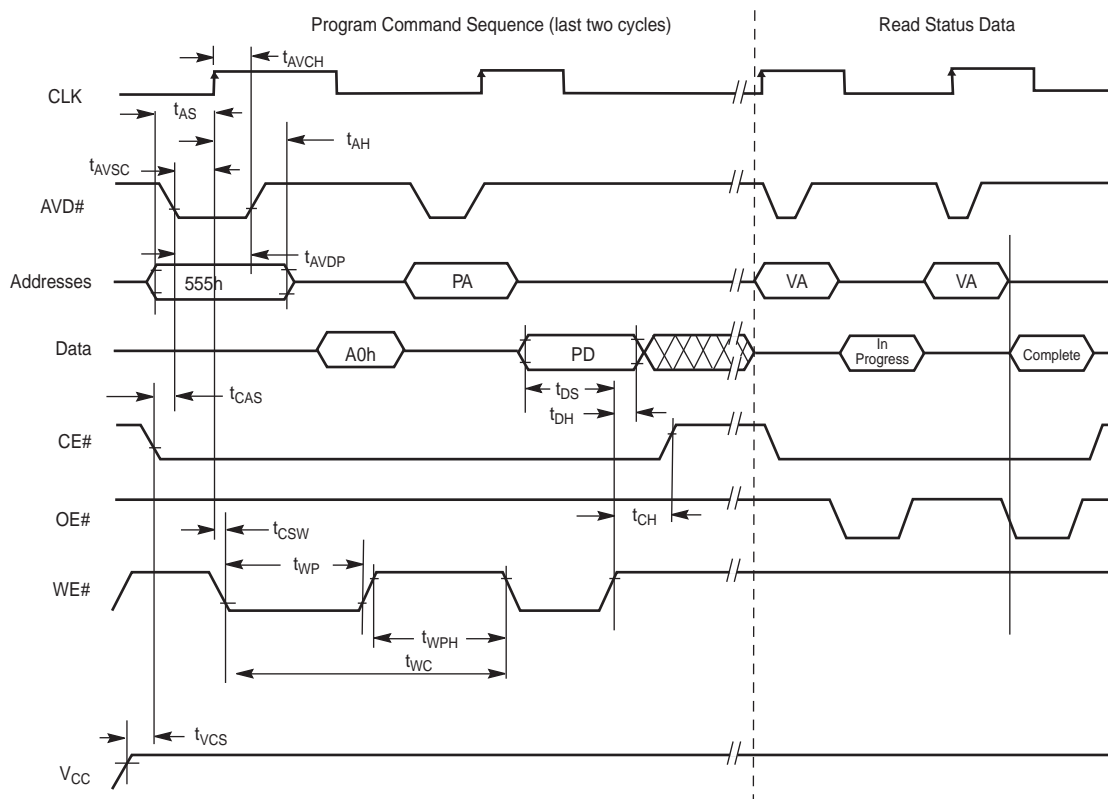 Program Command Sequence (last two cycles)
Read Status Data
tAVCH
CLK
tAS
tAH
tAVSC
AVD#
tAVDP
Addresses
555h
PA
VA
VA
Data
A0h
PD
In
Progress
Complete
tCAS
tDS
tDH
CE#
OE#
tCSW
tCH
tWP
WE#
tWPH
tWC
tVCS
VCC